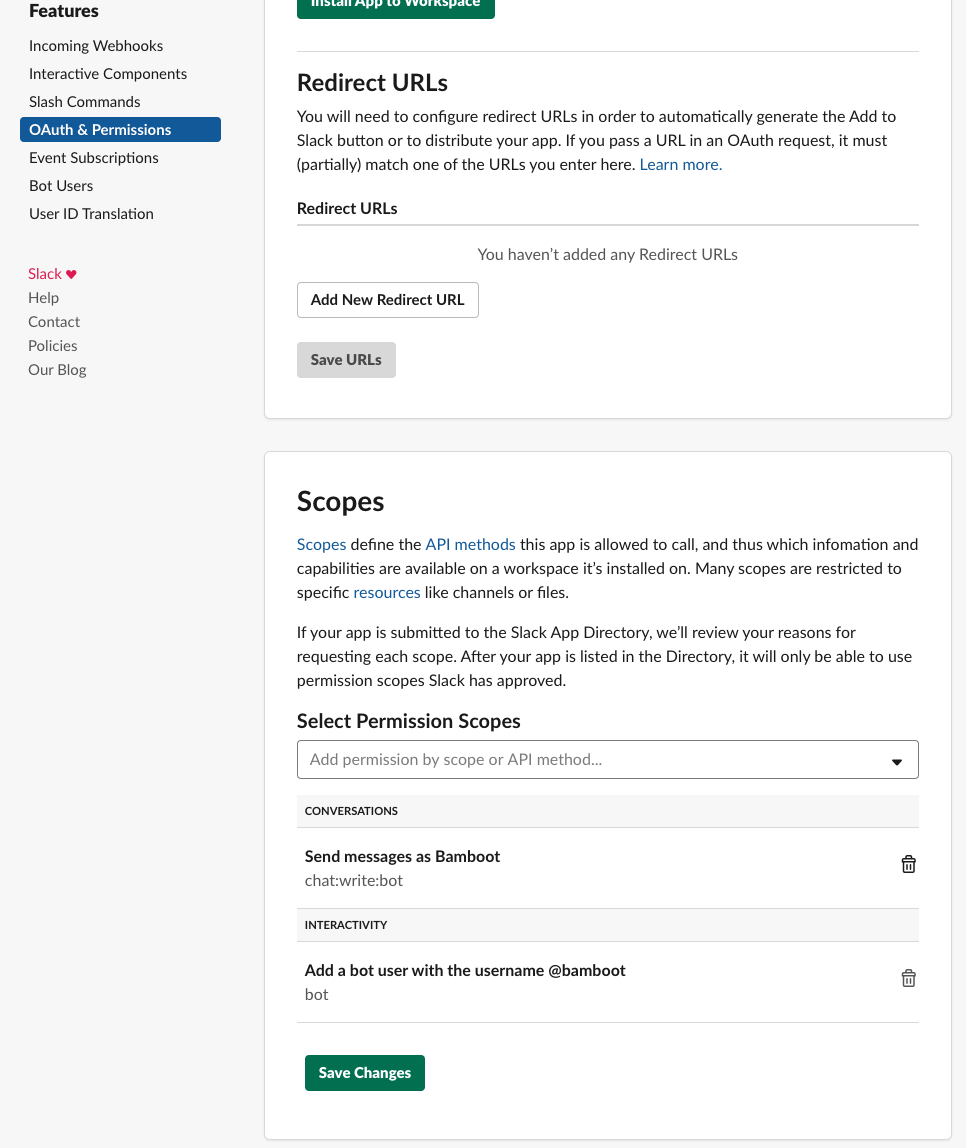 Features
Incoming Webhooks
Interactive Components
Slash Commands
OAuth & Permissions
Event Subscriptions
Bot Users
User ID Translation
Slack ♥
Help
Contact
Policies
Our Blog
Install App to Workspace
Redirect URLs
You will need to configure redirect URLs in order to automatically generate the Add to
Slack button or to distribute your app. If you pass a URL in an OAuth request, it must
(partially) match one of the URLs you enter here. Learn more.
Redirect URLs
You haven’t added any Redirect URLs
Add New Redirect URL
Save URLs
Scopes
Scopes define the API methods this app is allowed to call, and thus which infomation and
capabilities are available on a workspace it’s installed on. Many scopes are restricted to
specific resources like channels or files.
If your app is submitted to the Slack App Directory, we’ll review your reasons for
requesting each scope. After your app is listed in the Directory, it will only be able to use
permission scopes Slack has approved.
Select Permission Scopes
Add permission by scope or API method...
CONVERSATIONS
Send messages as Bamboot
chat:write:bot
INTERACTIVITY
Add a bot user with the username @bamboot
bot
Save Changes